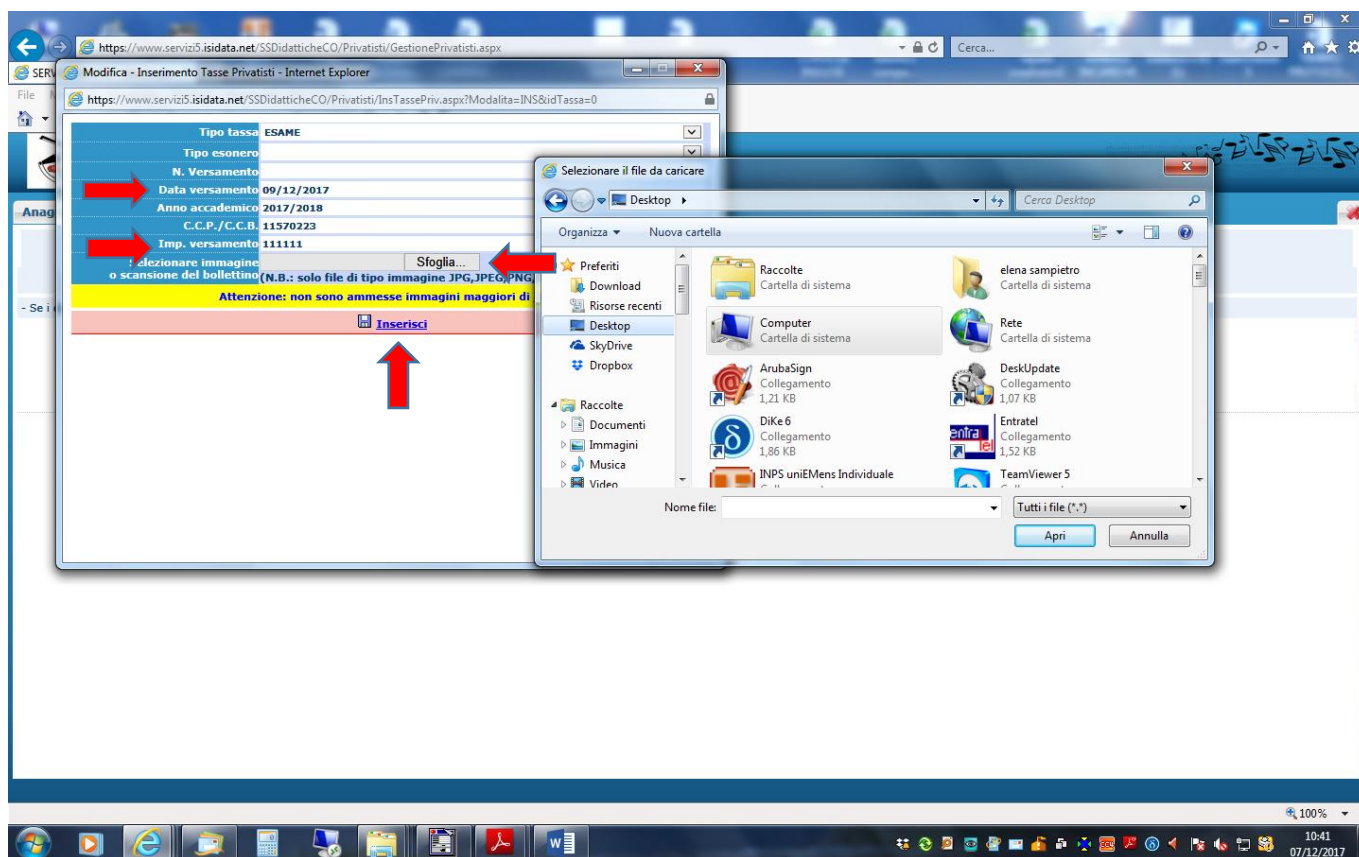 https://www.servizi5.isidata.net/SSDidatticheCO/Privatisti/GestionePrivatisti.aspx
Cerca...
SERV
Modifica - Inserimento Tasse Privatisti - Internet Explorer
File
https://www.servizi5.isidata.net/SSDidatticheCO/Privatisti/InsTassePriv.aspx?Modalita=INS&idTassa=0
Tipo tassa ESAME
Tipo esonero
N. Versamento
Data versamento 09/12/2017
Anno accademico 2017/2018
C.C.P./C.C.B. 11570223
Imp. versamento 111111
elezionare immagine Sfoglia...
o scansione del bollettino (N.B.: solo file di tipo immagine JPG,JPEG,PNG,
Attenzione: non sono ammesse immagini maggiori di
Inserisci
Anag
- Se i
Selezionare il file da caricare
Desktop
Cerca Desktop
Organizza
Nuova cartella
Preferiti
Download
Risorse recenti
Desktop
SkyDrive
Dropbox
Raccolte
Documenti
Immagini
Musica
Video
Raccolte
Cartella di sistema
elena sampietro
Cartella di sistema
Computer
Cartella di sistema
Rete
Cartella di sistema
ArubaSign
Collegamento
1,21 KB
DeskUpdate
Collegamento
1,07 KB
DiKe 6
Collegamento
1,86 KB
Entratel
Collegamento
1,52 KB
INPS uniEMens Individuale
TeamViewer 5
Nome file:
Tutti i file (*.*)
Apri
Annulla
100%
10:41
07/12/2017